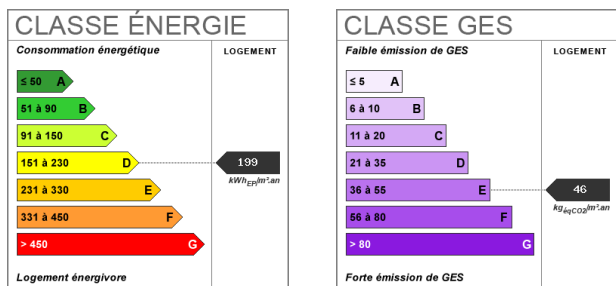 CLASSE ÉNERGIE
Consommation énergétique
LOGEMENT
≤ 50 A
51 à 90 B
91 à 150 C
151 à 230 D
199
kWhEP/m².an
231 à 330 E
331 à 450 F
> 450 G
Logement énergivore
CLASSE GES
Faible émission de GES
LOGEMENT
≤ 5 A
6 à 10 B
11 à 20 C
21 à 35 D
36 à 55 E
46
kgéqCO2/m².an
56 à 80 F
> 80 G
Forte émission de GES